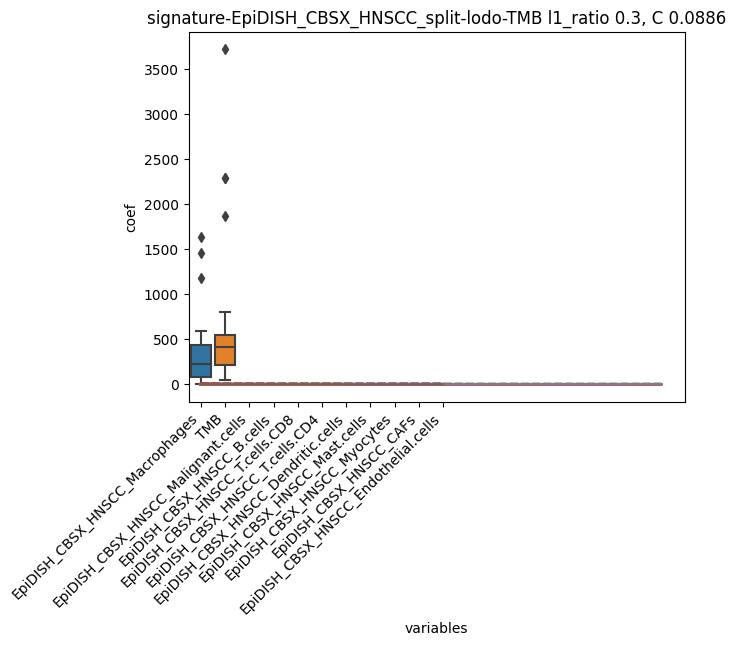 signature-EpiDISH_CBSX_HNSCC_split-lodo-TMB l1_ratio 0.3, C 0.0886
coef
3500
3000
2500
2000
1500
1000
500
0
EpiDISH_CBSX_HNSCC_Macrophages
TMB
EpiDISH_CBSX_HNSCC_Malignant.cells
EpiDISH_CBSX_HNSCC_B.cells
EpiDISH_CBSX_HNSCC_T.cells.CD8
EpiDISH_CBSX_HNSCC_T.cells.CD4
EpiDISH_CBSX_HNSCC_Dendritic.cells
EpiDISH_CBSX_HNSCC_Mast.cells
EpiDISH_CBSX_HNSCC_Myocytes
EpiDISH_CBSX_HNSCC_CAFs
EpiDISH_CBSX_HNSCC_Endothelial.cells
variables